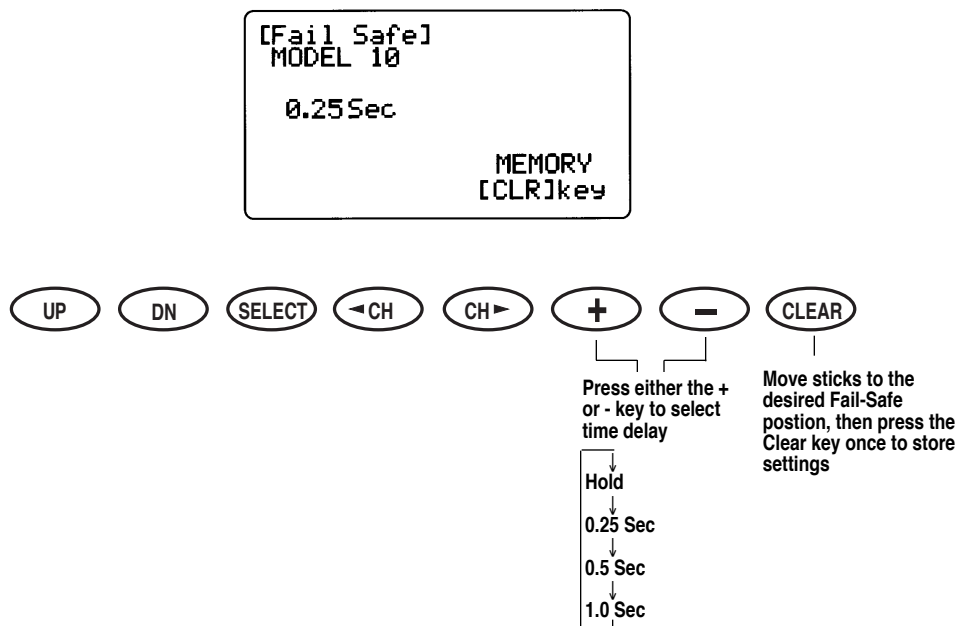 [Fail Safe]
MODEL 10
0.25Sec
MEMORY
[CLR]key
UP DN SELECT ◄CH CH► + – CLEAR
Press either the +
or - key to select
time delay
Hold
0.25 Sec
0.5 Sec
1.0 Sec
Move sticks to the
desired Fail-Safe
postion, then press the
Clear key once to store
settings